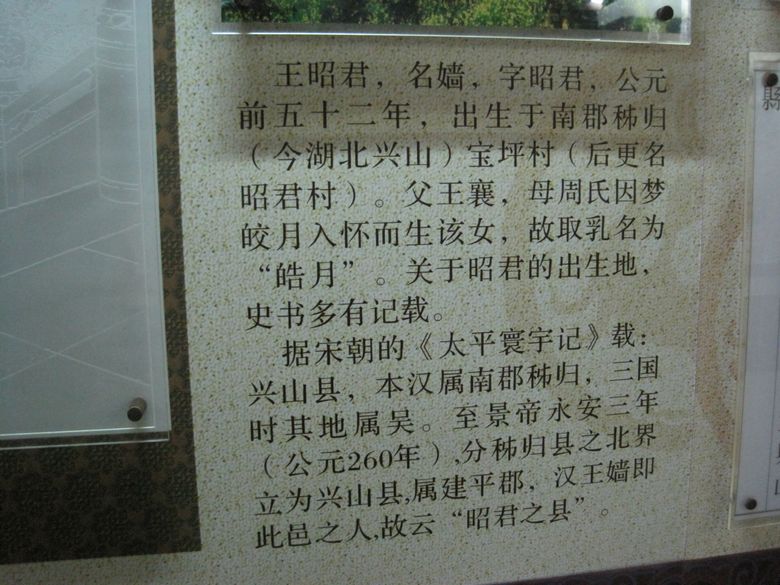 王昭君，名嫱，字昭君，公元
前五十二年，出生于南郡秭归
（今湖北兴山）宝坪村（后更名
昭君村）。父王襄，母周氏因梦
皎月入怀而生该女，故取乳名为
“皓月”。关于昭君的出生地，
史书多有记载。
据宋朝的《太平寰宇记》载：
兴山县，本汉属南郡秭归，三国
时其地属吴。至景帝永安三年
（公元260年）,分秭归县之北界
立为兴山县,属建平郡，汉王嫱即
此邑之人,故云“昭君之县”。
縣